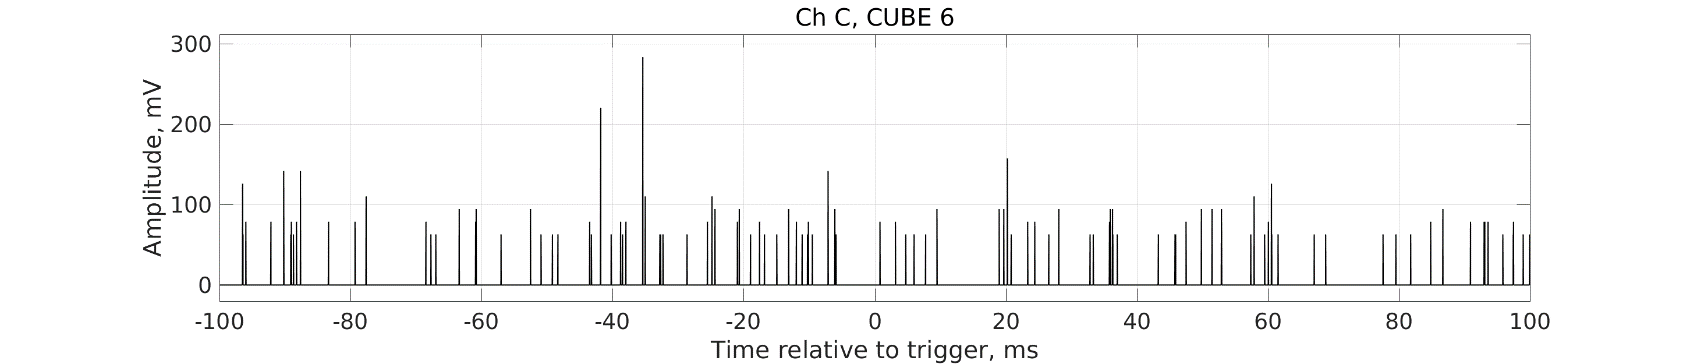 Ch C, CUBE 6
Amplitude, mV
300
200
100
0
-100 -80 -60 -40 -20 0 20 40 60 80 100
Time relative to trigger, ms